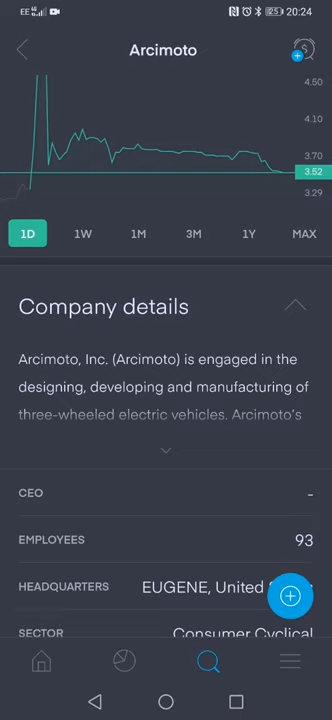 EE 20:24
Arcimoto
4.50
4.10
3.70
3.52
3.29
1D 1W 1M 3M 1Y MAX
Company details
Arcimoto, Inc. (Arcimoto) is engaged in the
designing, developing and manufacturing of
three-wheeled electric vehicles. Arcimoto's
CEO -
EMPLOYEES 93
HEADQUARTERS EUGENE, United
SECTOR Consumer Cyclical